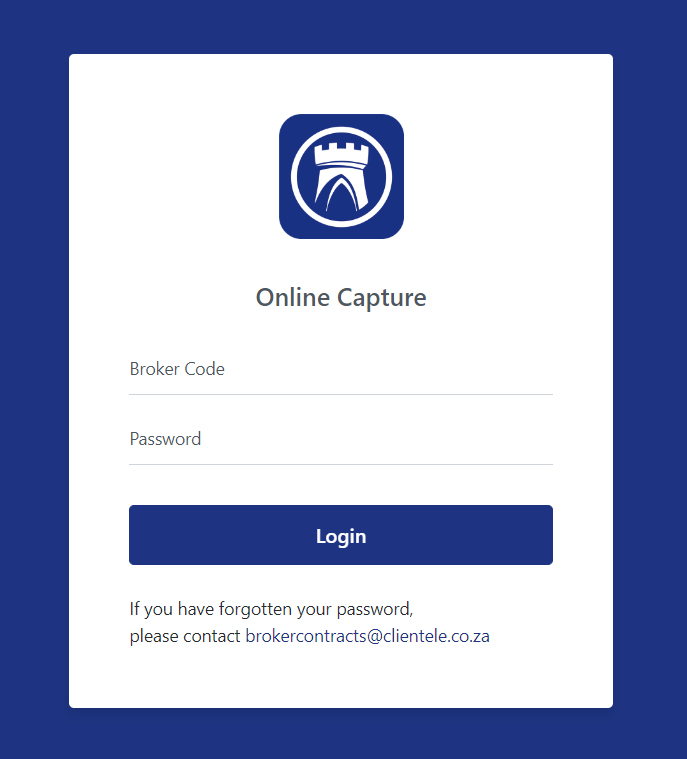 Online Capture
Broker Code
Password
Login
If you have forgotten your password,
please contact brokercontracts@clientele.co.za